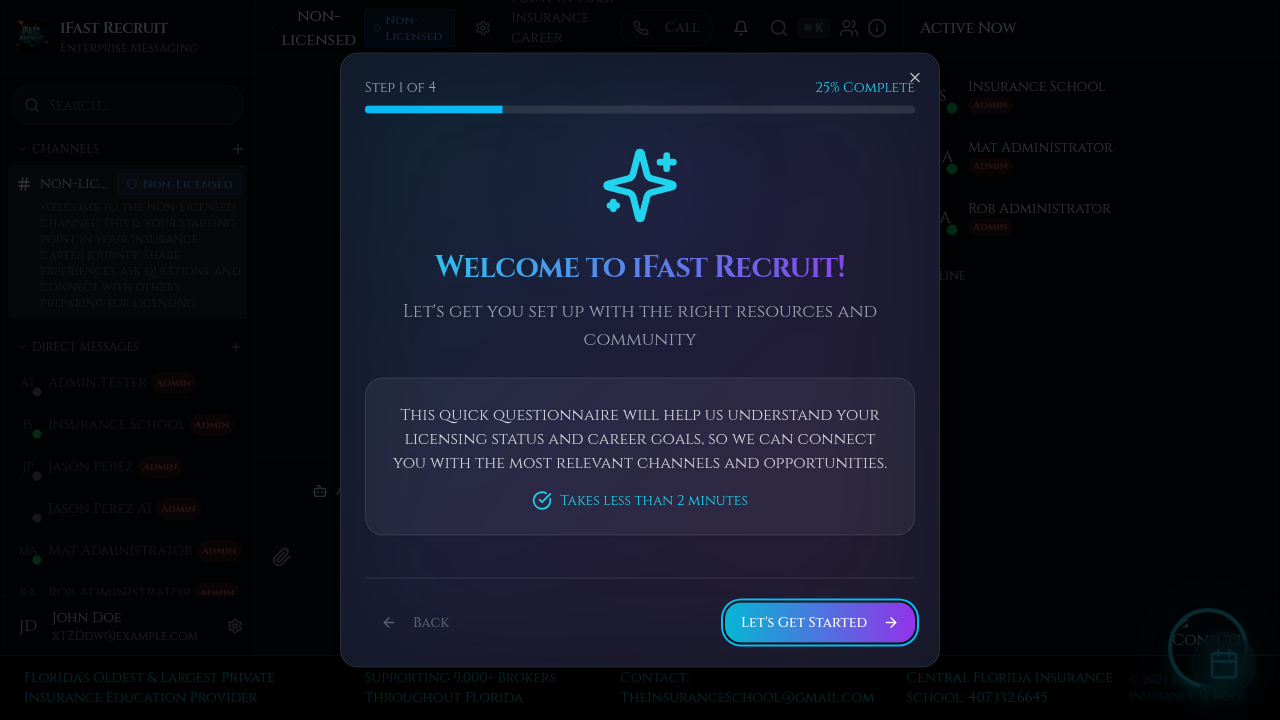 iFast Recruit
Enterprise Messaging
Search...
Channels
non-lic...
Non-Licensed
Welcome to the Non-Licensed
channel! This is your starting
point in your insurance
career journey. Share
experiences, ask questions, and
connect with others
preparing for licensing.
Direct Messages
AT
Admin Tester
Admin
IS
Insurance School
Admin
JP
Jason Perez
Admin
Jason Perez AI
Admin
MA
Mat Administrator
Admin
RA
Rob Administrator
Admin
JD
John Doe
xTZDdw@example.com
non-
licensed
Non-
Licensed
point in your
insurance
career
Call
⌘ K
Active Now
S
Insurance School
Admin
A
Mat Administrator
Admin
A
Rob Administrator
Admin
line
Step 1 of 4
25% Complete
Welcome to iFast Recruit!
Let's get you set up with the right resources and
community
This quick questionnaire will help us understand your
licensing status and career goals, so we can connect
you with the most relevant channels and opportunities.
Takes less than 2 minutes
Back
Let's Get Started
Consult
Florida's Oldest & Largest Private
Insurance Education Provider
Supporting 9,000+ Brokers
Throughout Florida
Contact:
TheInsuranceSchool@gmail.com
Central Florida Insurance
School: 407.332.6645
© 2025 The
Insurance School